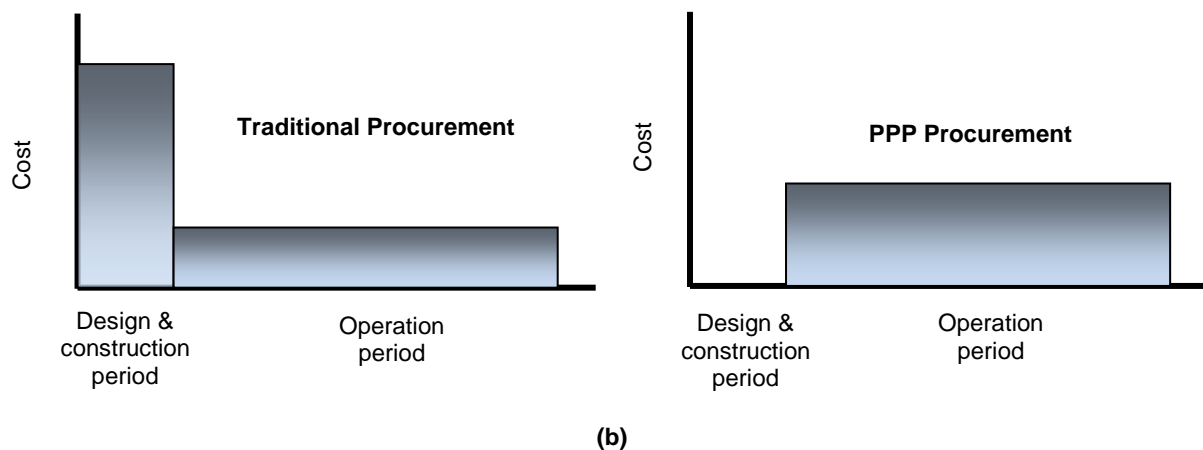 Cost
Traditional Procurement
Design &
construction
period
Operation
period
Cost
PPP Procurement
Design &
construction
period
Operation
period
(b)